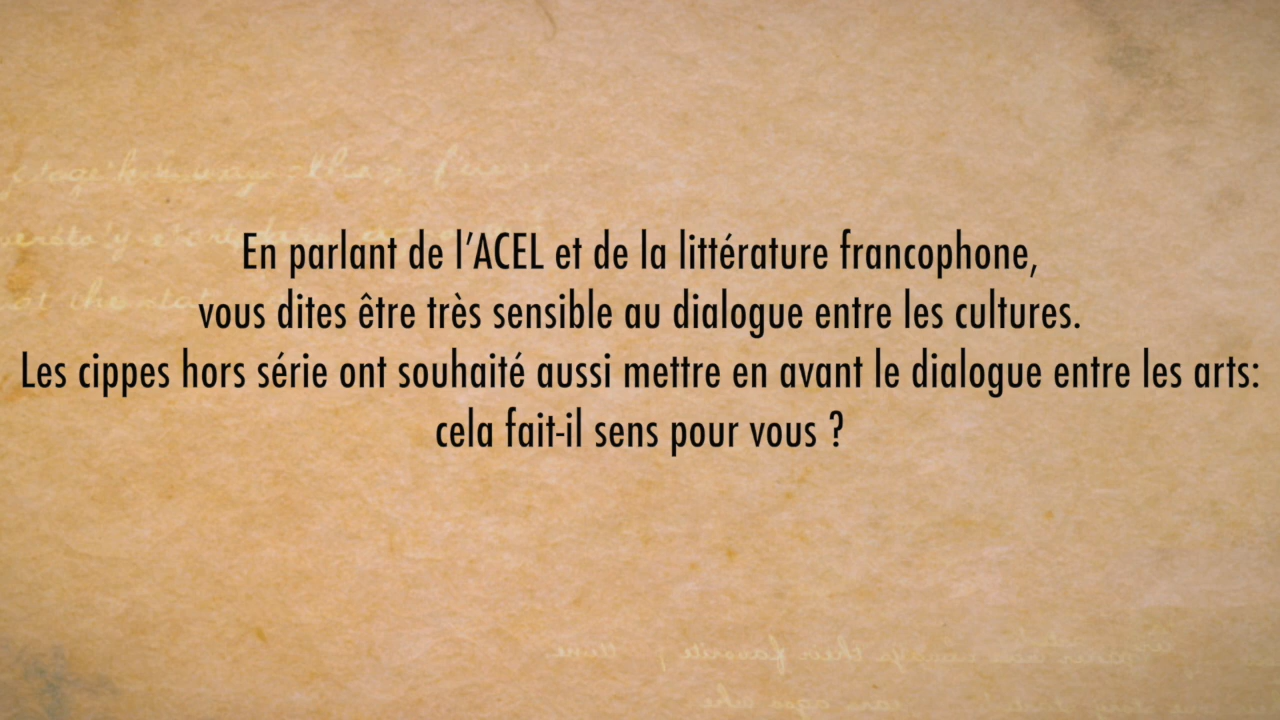 En parlant de l’ACEL et de la littérature francophone,
vous dites être très sensible au dialogue entre les cultures.
Les cippes hors série ont souhaité aussi mettre en avant le dialogue entre les arts:
cela fait-il sens pour vous ?